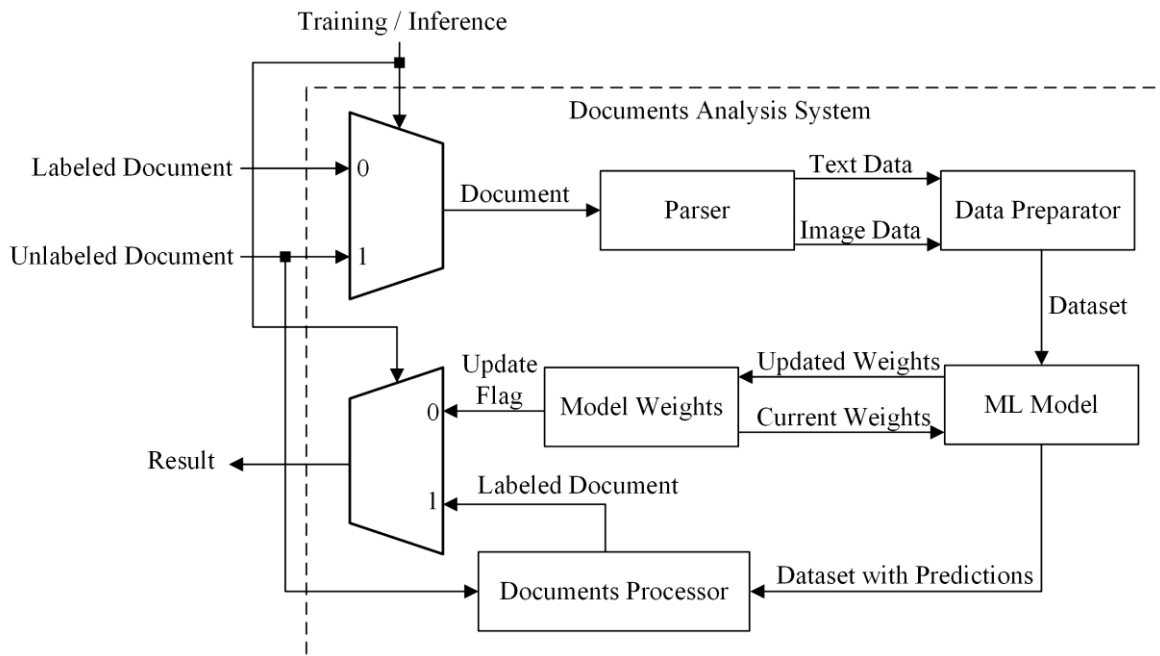 Training / Inference
Documents Analysis System
Labeled Document
0
Text Data
Document
Parser
Data Preparator
Image Data
Unlabeled Document
1
Dataset
Update
Flag
Updated Weights
0
Model Weights
ML Model
Current Weights
Result
Labeled Document
1
Documents Processor
Dataset with Predictions